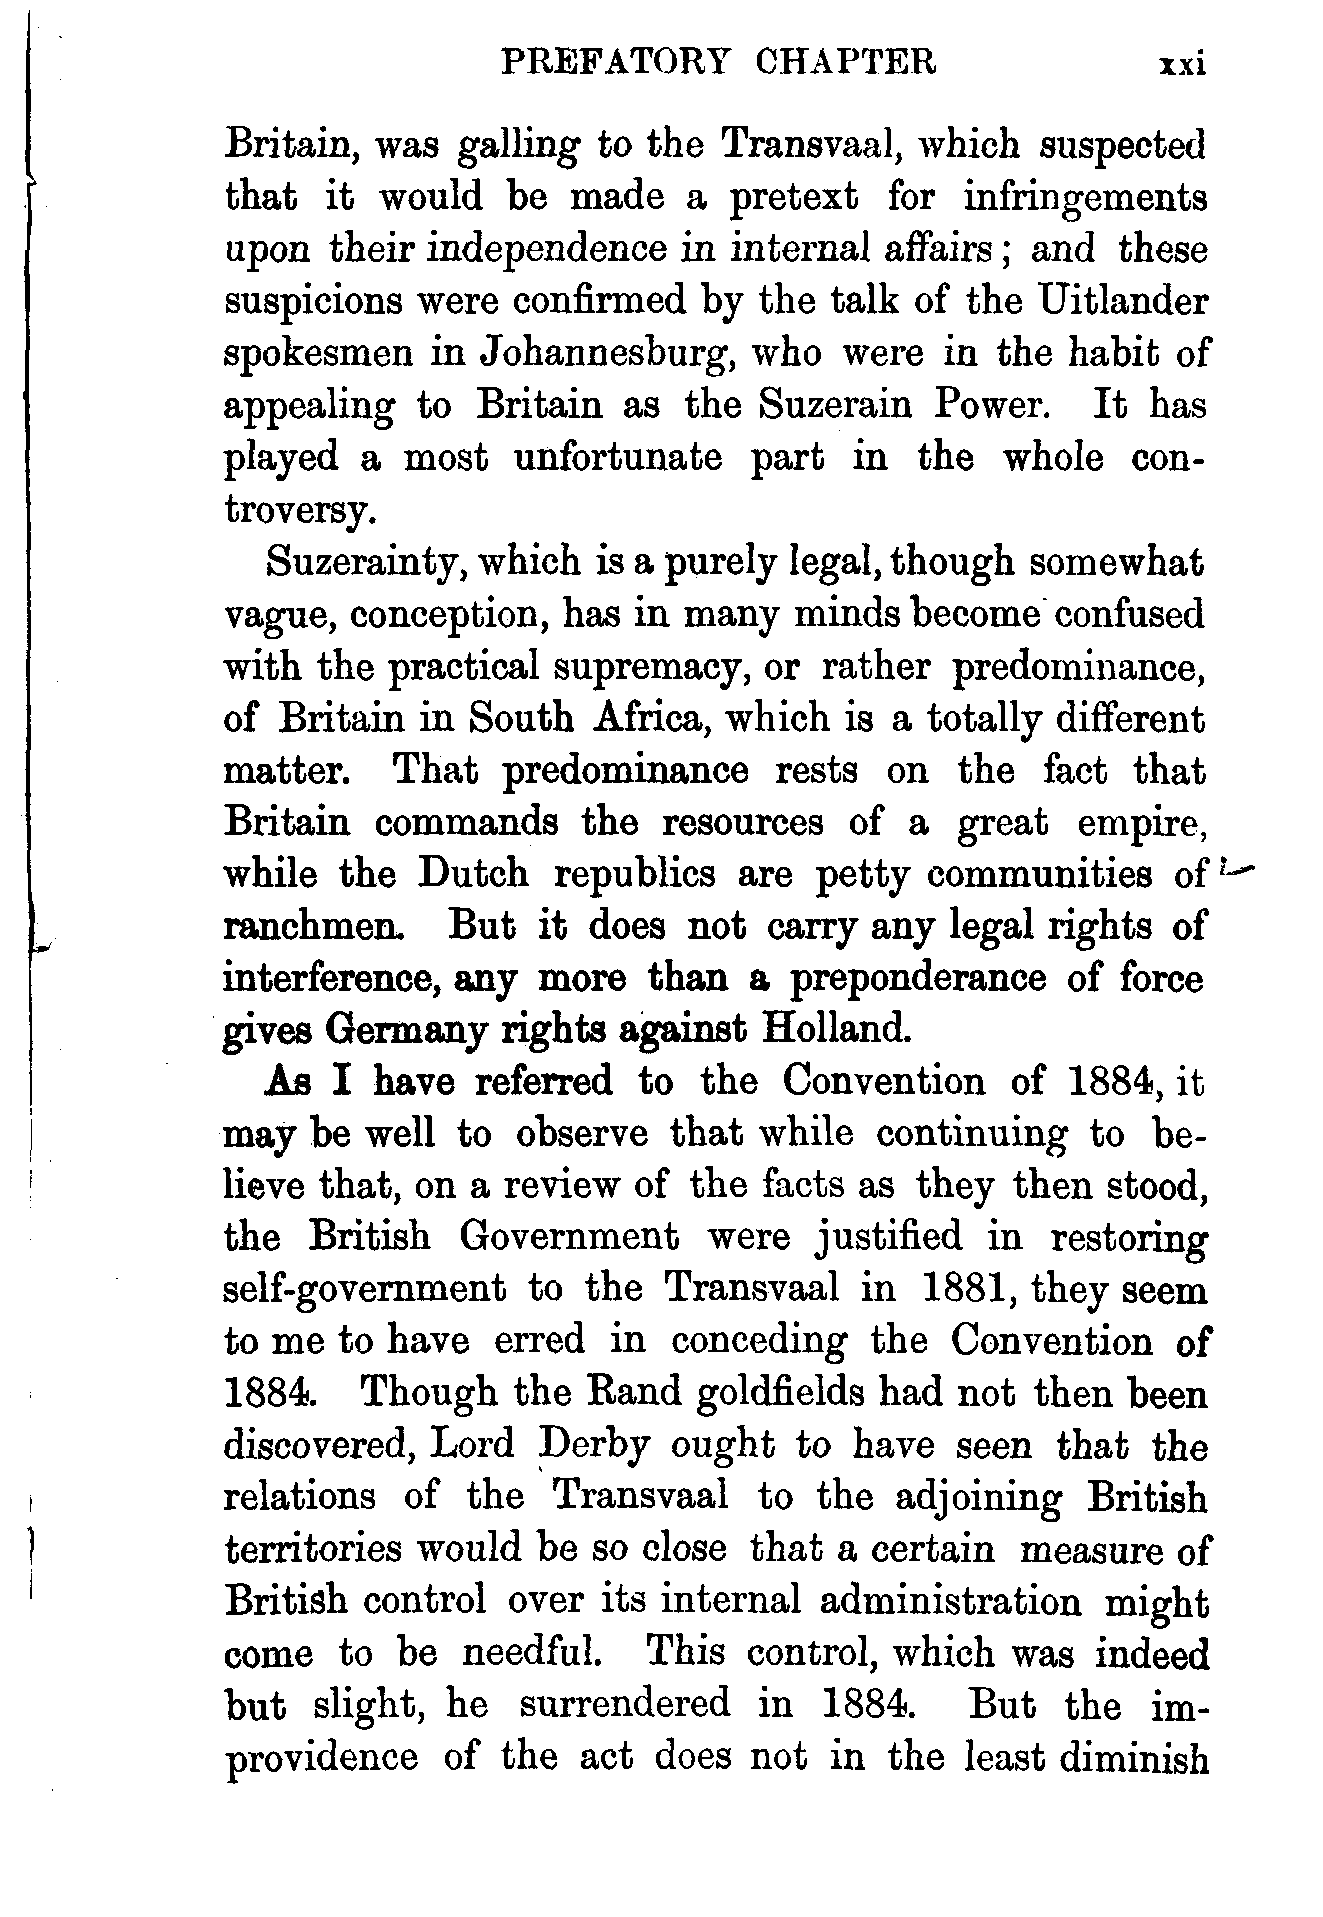 PREFATORY CHAPTER xxi
Britain, was galling to the Transvaal, which suspected
that it would be made a pretext for infringements
upon their independence in internal affairs; and these
suspicions were confirmed by the talk of the Uitlander
spokesmen in Johannesburg, who were in the habit of
appealing to Britain as the Suzerain Power. It has
played a most unfortunate part in the whole con-
troversy.
Suzerainty, which is a purely legal, though somewhat
vague, conception, has in many minds become confused
with the practical supremacy, or rather predominance,
of Britain in South Africa, which is a totally different
matter. That predominance rests on the fact that
Britain commands the resources of a great empire,
while the Dutch republics are petty communities of
ranchmen. But it does not carry any legal rights of
interference, any more than a preponderance of force
gives Germany rights against Holland.
As I have referred to the Convention of 1884, it
may be well to observe that while continuing to be-
lieve that, on a review of the facts as they then stood,
the British Government were justified in restoring
self-government to the Transvaal in 1881, they seem
to me to have erred in conceding the Convention of
1884. Though the Rand goldfields had not then been
discovered, Lord Derby ought to have seen that the
relations of the Transvaal to the adjoining British
territories would be so close that a certain measure of
British control over its internal administration might
come to be needful. This control, which was indeed
but slight, he surrendered in 1884. But the im-
providence of the act does not in the least diminish